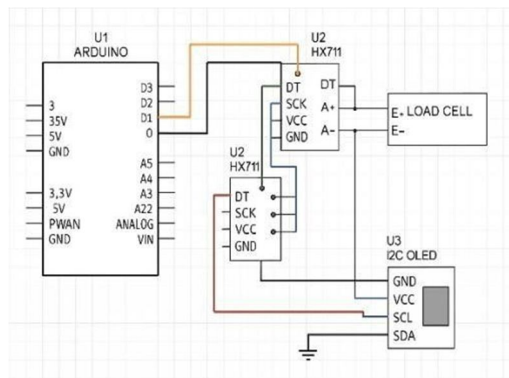 U1
ARDUINO
3
35V
5V
GND
3,3V
5V
PWAN
GND
D3
D2
D1
0
A5
A4
A3
A22
ANALOG
VIN
U2
HX711
DT
SCK
VCC
GND
DT
A+
A−
E+ LOAD CELL
E−
U2
HX711
DT
SCK
VCC
GND
U3
I2C OLED
GND
VCC
SCL
SDA